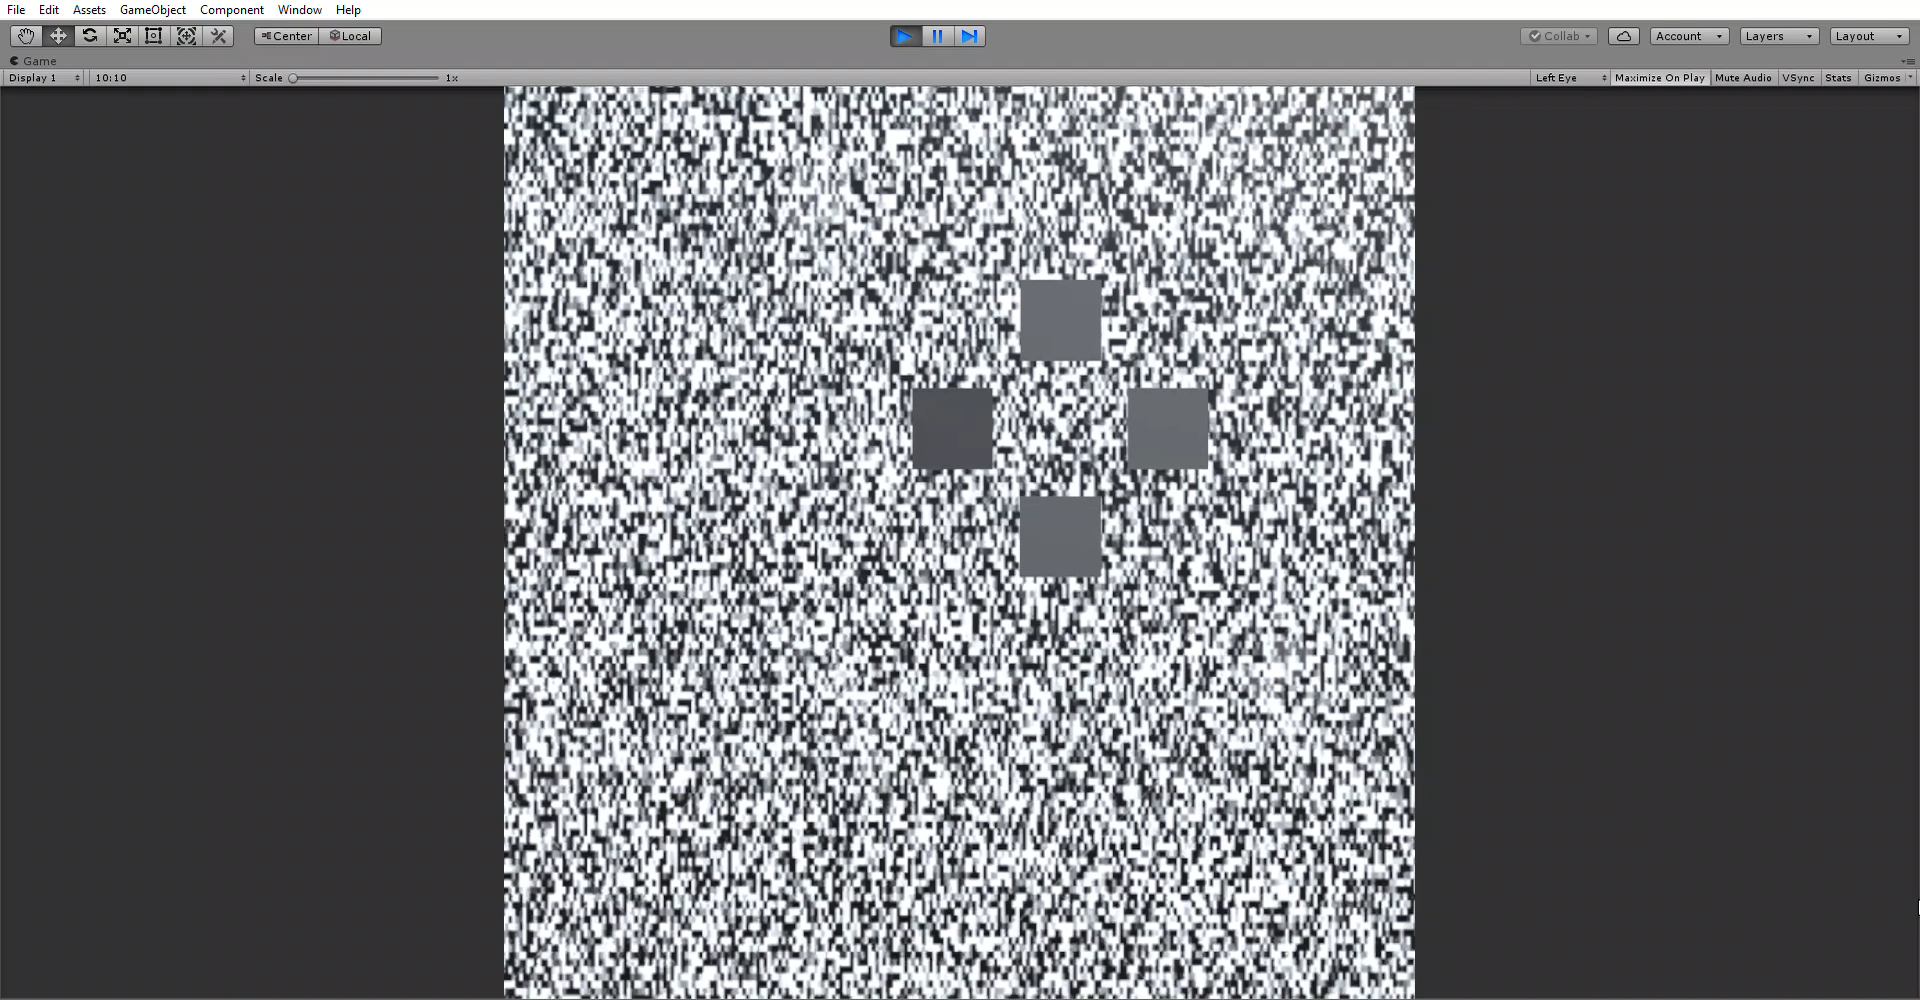 File Edit Assets GameObject Component Window Help
Center Local Collab Account Layers Layout
Game
Display 1 10:10 Scale 1x Left Eye Maximize On Play Mute Audio VSync Stats Gizmos